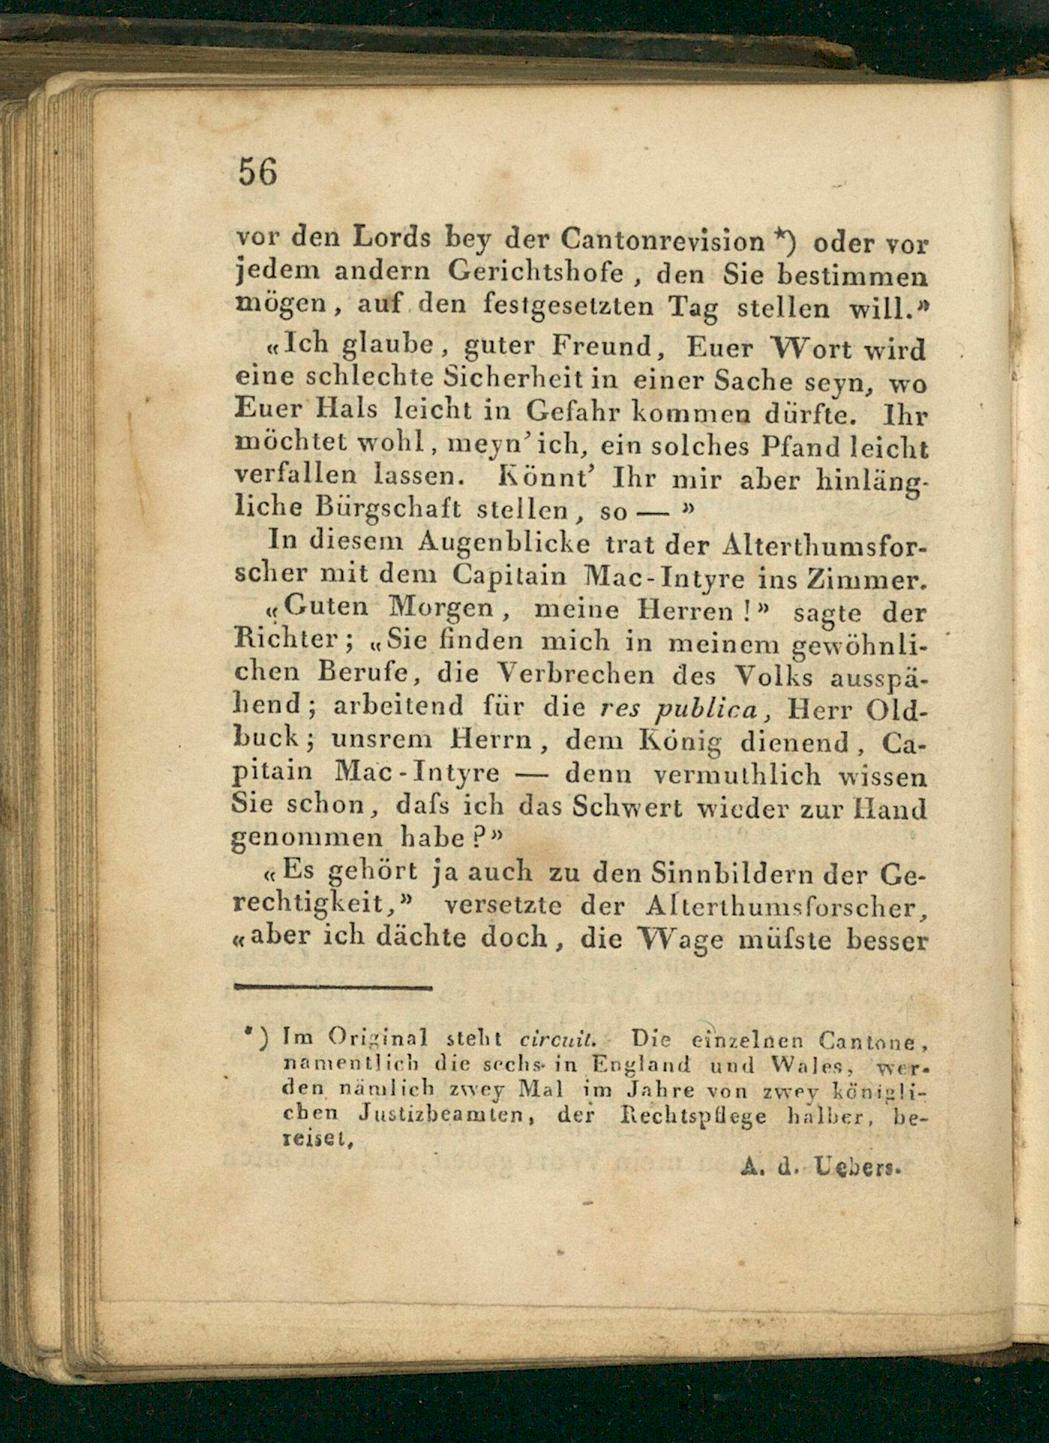 56
vor den Lords bey der Cantonrevision *) oder vor
jedem andern Gerichtshofe, den Sie bestimmen
mögen, auf den festgesetzten Tag stellen will.»
«Ich glaube, guter Freund, Euer Wort wird
eine schlechte Sicherheit in einer Sache seyn, wo
Euer Hals leicht in Gefahr kommen dürfte. Ihr
möchtet wohl, meyn' ich, ein solches Pfand leicht
verfallen lassen. Könnt' Ihr mir aber hinläng-
liche Bürgschaft stellen, so — »
In diesem Augenblicke trat der Alterthumsfor-
scher mit dem Capitain Mac-Intyre ins Zimmer.
«Guten Morgen, meine Herren!» sagte der
Richter; «Sie finden mich in meinem gewöhnli-
chen Berufe, die Verbrechen des Volks ausspä-
hend; arbeitend für die res publica, Herr Old-
buck; unsrem Herrn, dem König dienend, Ca-
pitain Mac-Intyre — denn vermuthlich wissen
Sie schon, daſs ich das Schwert wieder zur Hand
genommen habe?»
«Es gehört ja auch zu den Sinnbildern der Ge-
rechtigkeit,» versetzte der Alterthumsforscher,
«aber ich dächte doch, die Wage müſste besser
*) Im Original steht circuit. Die einzelnen Cantone,
namentlich die sechs in England und Wales, wer-
den nämlich zwey Mal im Jahre von zwey königli-
chen Justizbeamten, der Rechtspflege halber, be-
reiset.
A. d. Uebers.